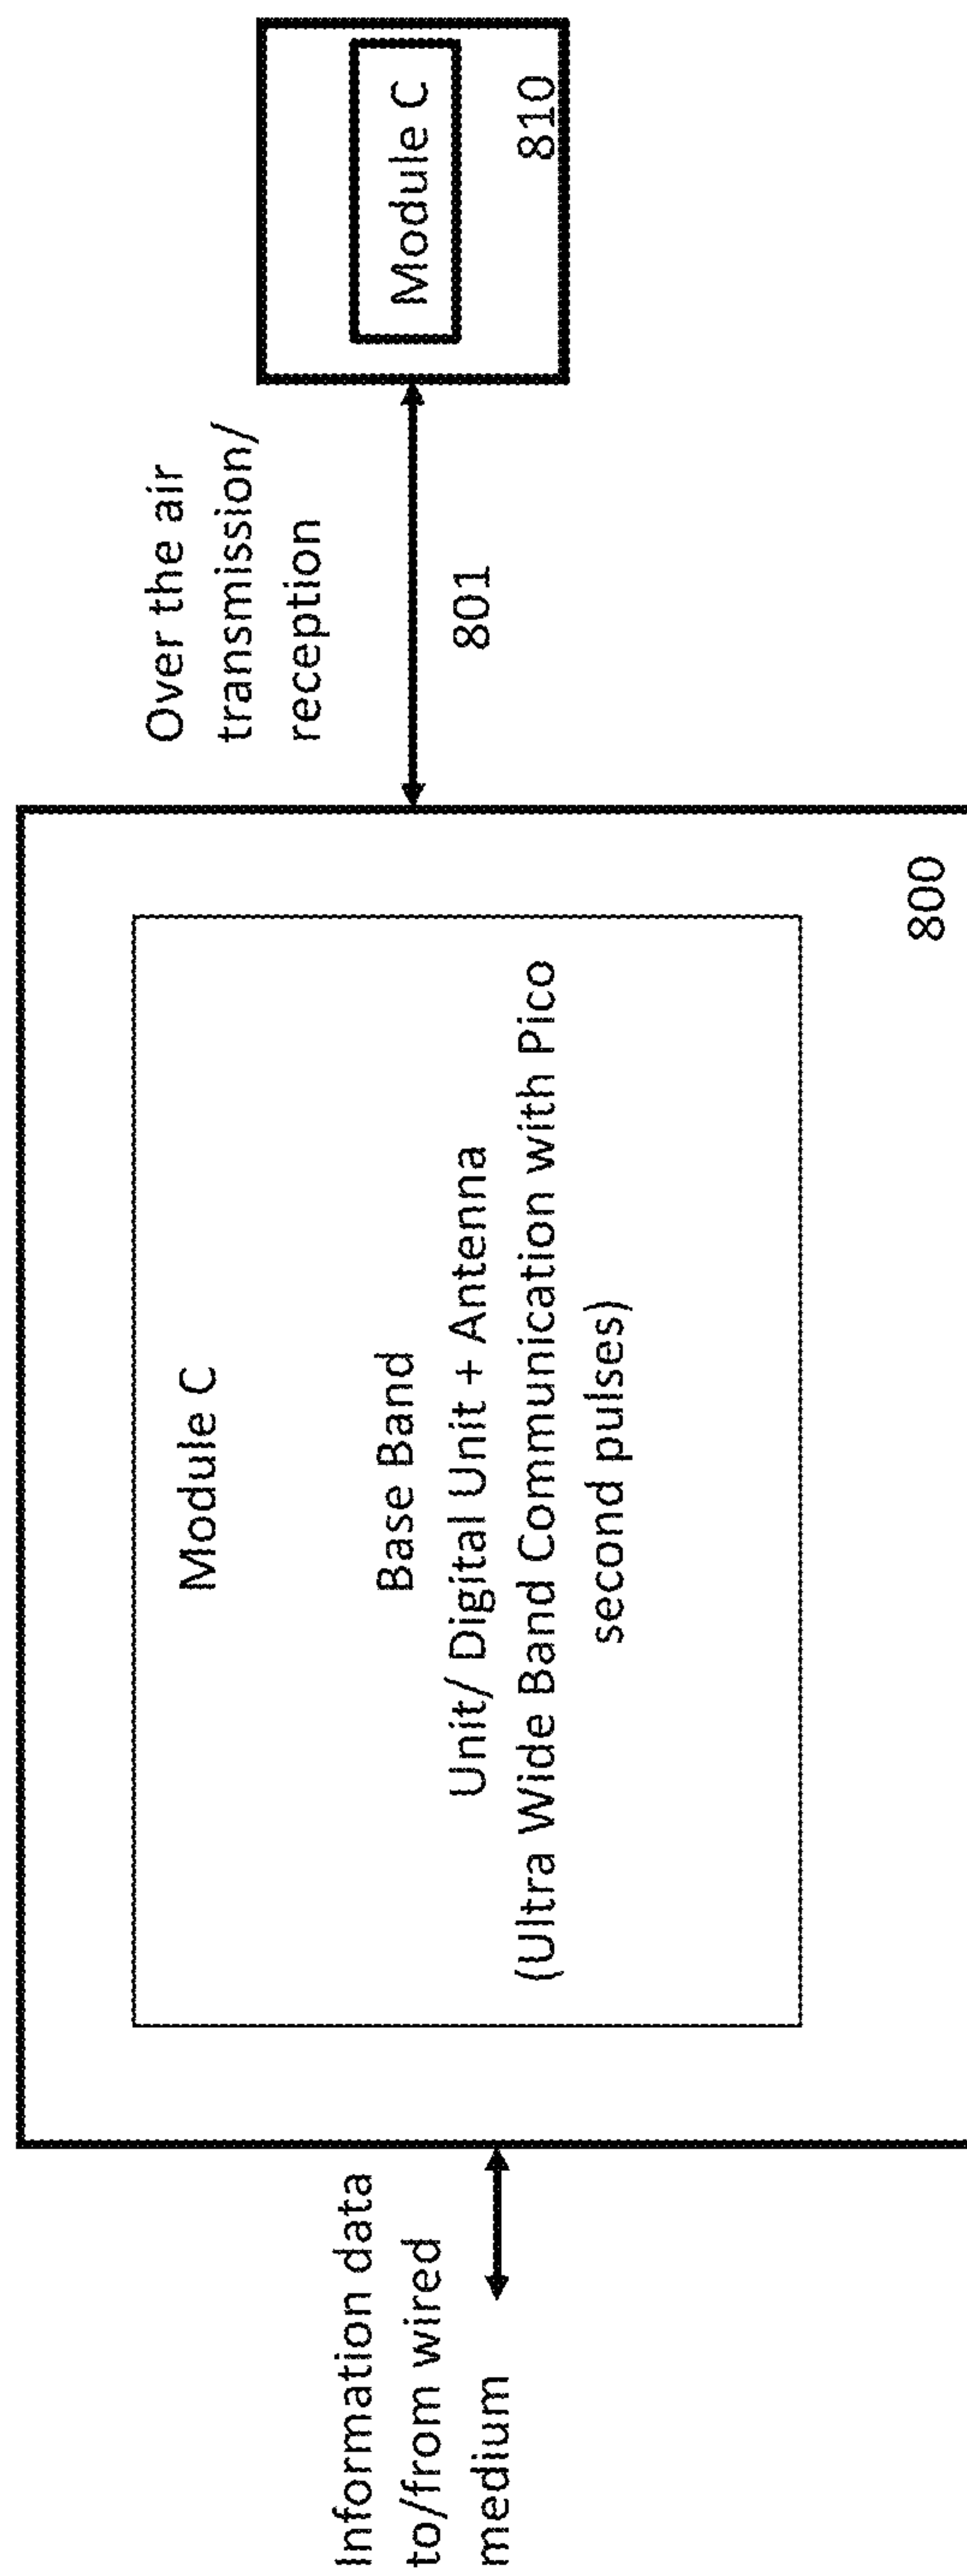 Information data
to/from wired
medium
Module C
Base Band
Unit/ Digital Unit + Antenna
(Ultra Wide Band Communication with Pico
second pulses)
800
Over the air
transmission/
reception
801
Module C
810